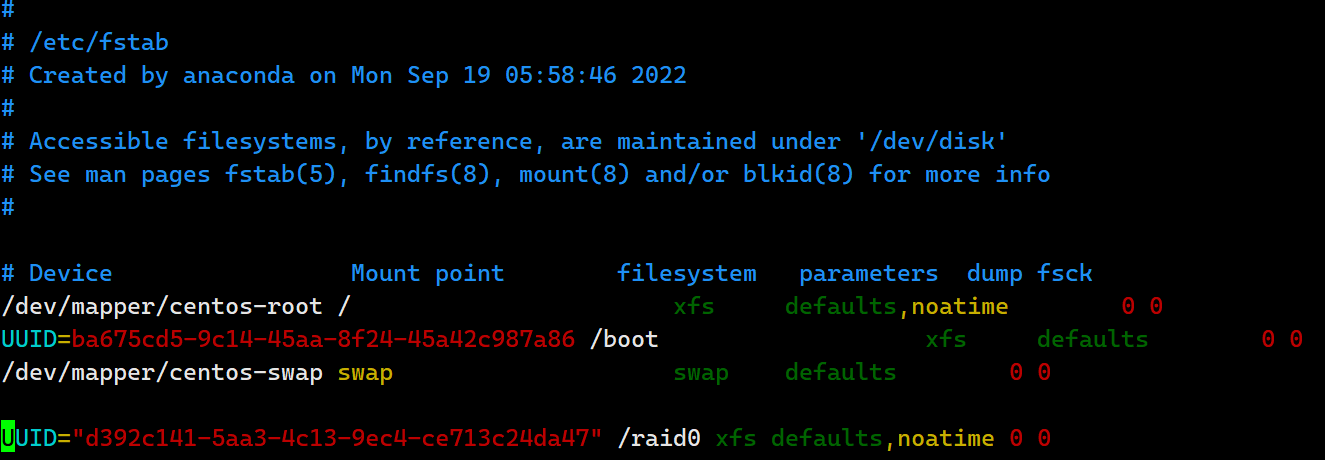 #
# /etc/fstab
# Created by anaconda on Mon Sep 19 05:58:46 2022
#
# Accessible filesystems, by reference, are maintained under '/dev/disk'
# See man pages fstab(5), findfs(8), mount(8) and/or blkid(8) for more info
#
# Device Mount point filesystem parameters dump fsck
/dev/mapper/centos-root / xfs defaults,noatime 0 0
UUID=ba675cd5-9c14-45aa-8f24-45a42c987a86 /boot xfs defaults 0 0
/dev/mapper/centos-swap swap swap defaults 0 0
UUID="d392c141-5aa3-4c13-9ec4-ce713c24da47" /raid0 xfs defaults,noatime 0 0